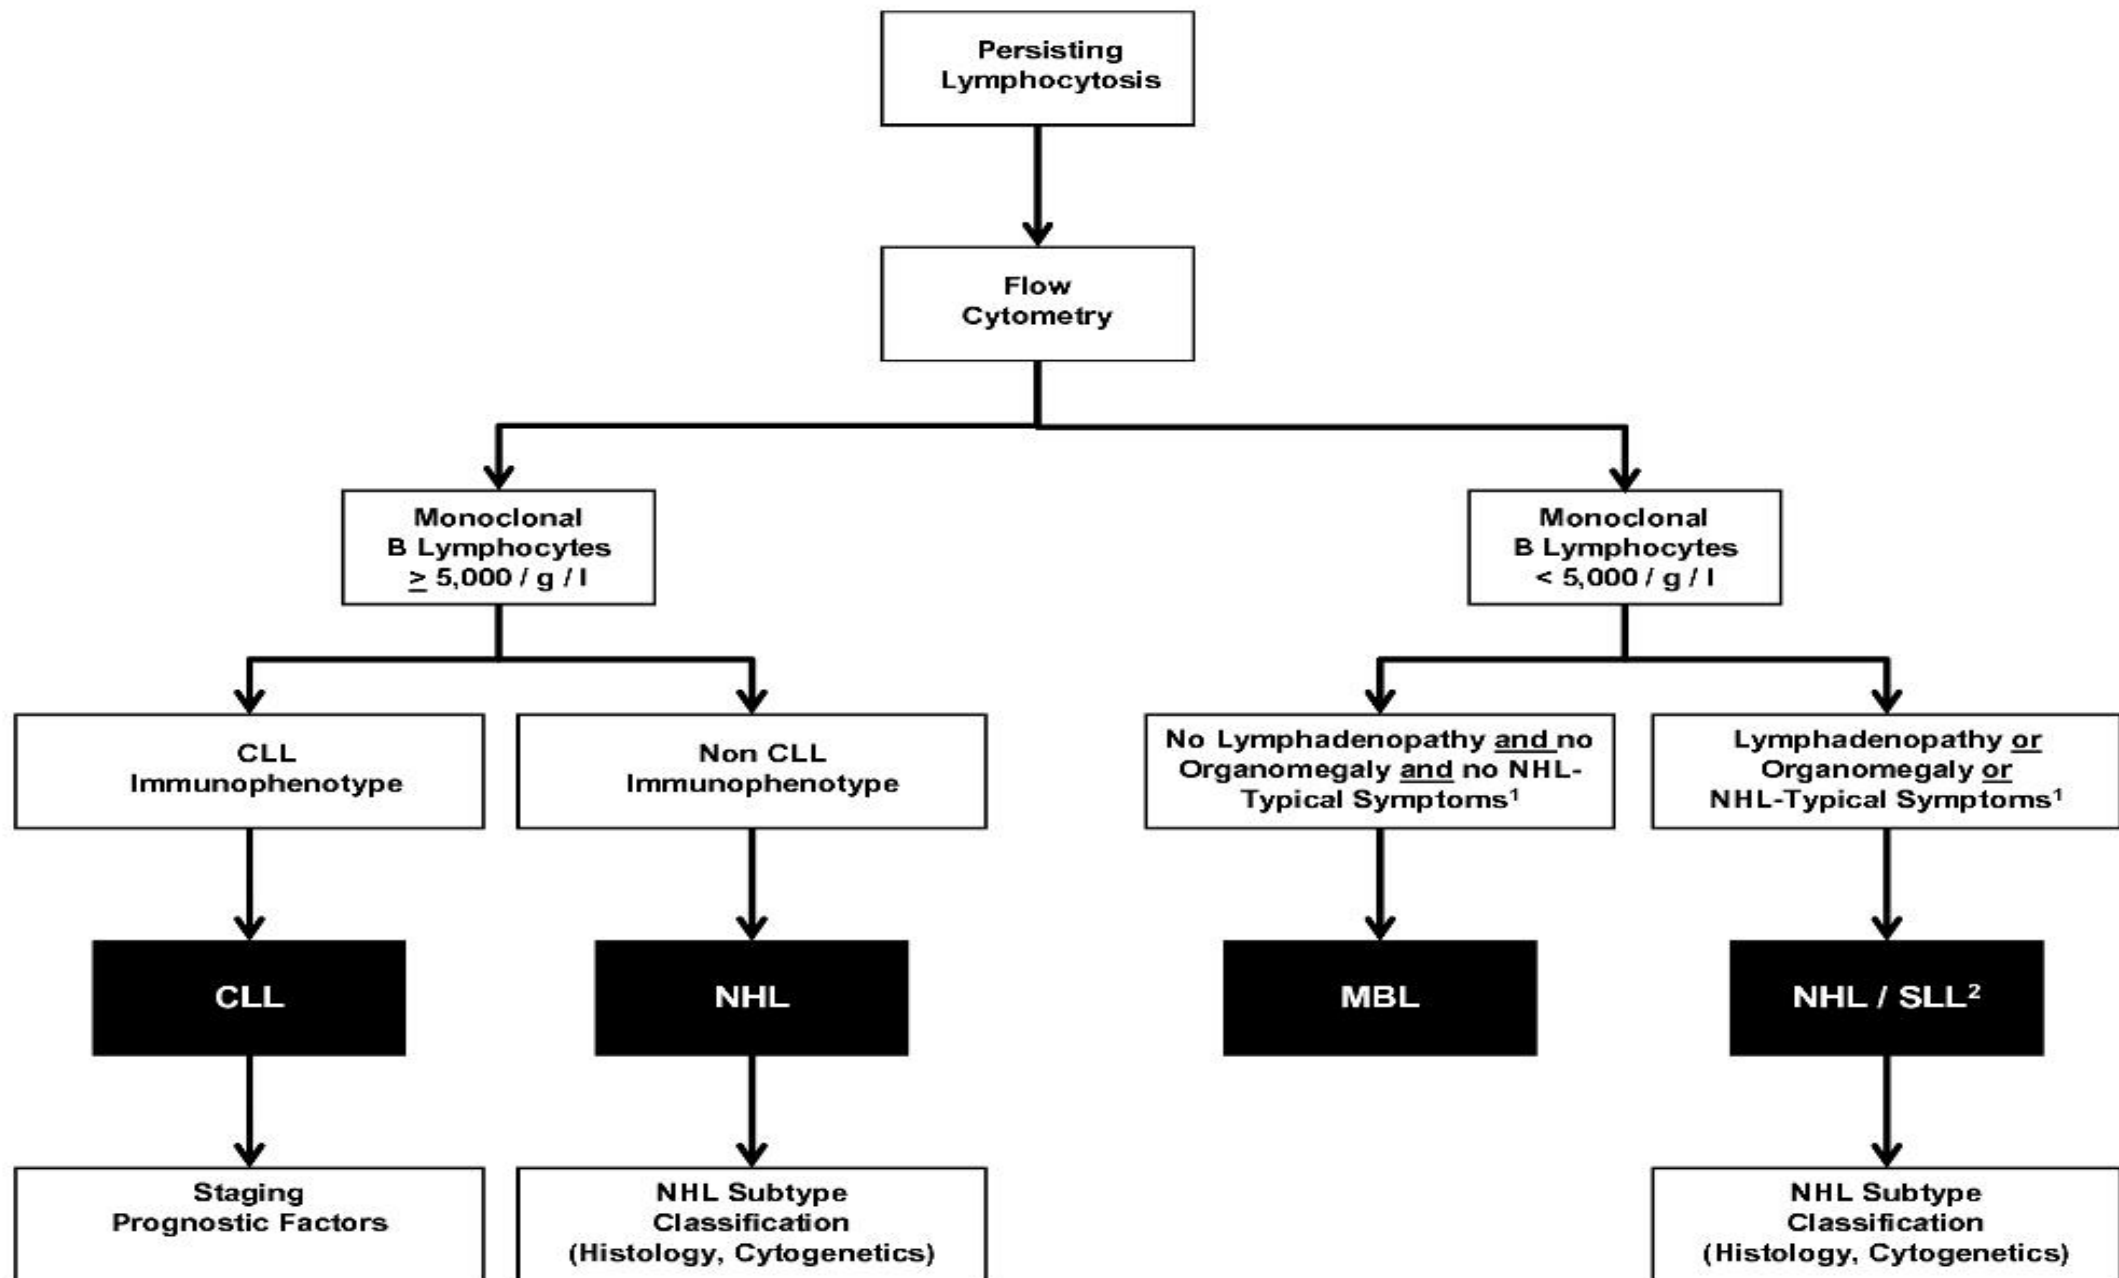 Persisting
Lymphocytosis
Flow
Cytometry
Monoclonal
B Lymphocytes
≥ 5,000 / g / l
Monoclonal
B Lymphocytes
< 5,000 / g / l
CLL
Immunophenotype
Non CLL
Immunophenotype
No Lymphadenopathy and no
Organomegaly and no NHL-
Typical Symptoms¹
Lymphadenopathy or
Organomegaly or
NHL-Typical Symptoms¹
CLL
NHL
MBL
NHL / SLL²
Staging
Prognostic Factors
NHL Subtype
Classification
(Histology, Cytogenetics)
NHL Subtype
Classification
(Histology, Cytogenetics)